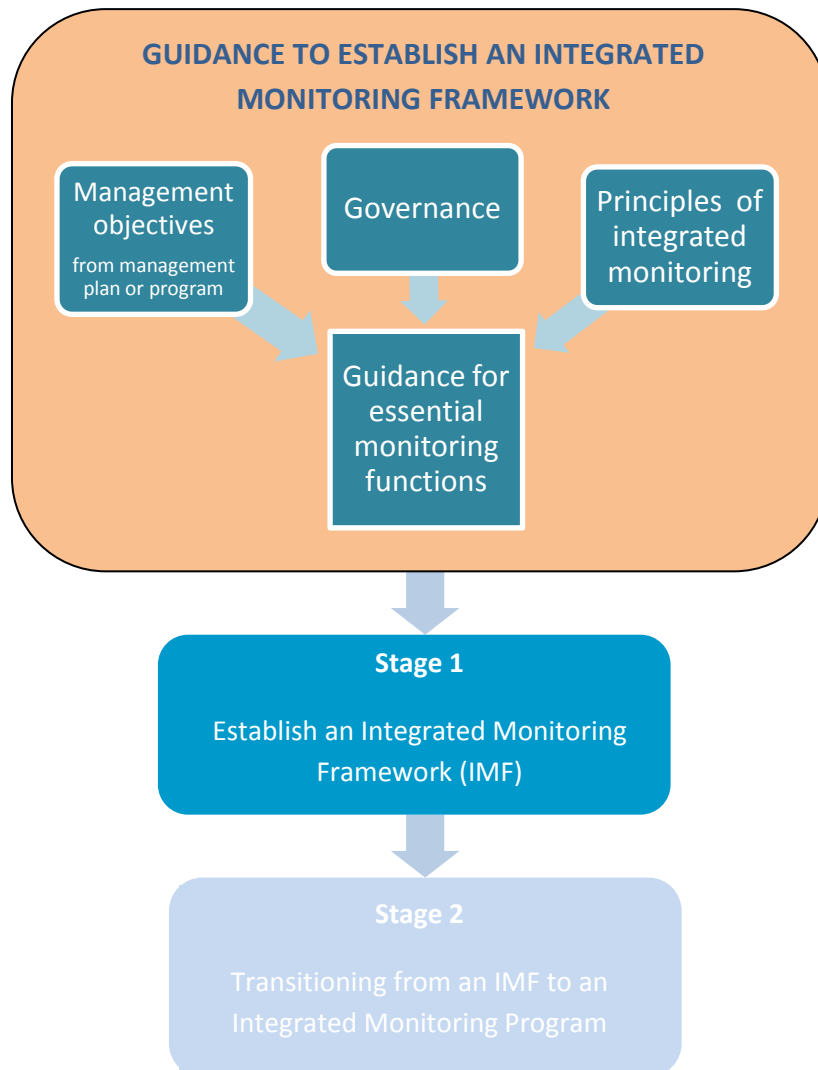 GUIDANCE TO ESTABLISH AN INTEGRATED
MONITORING FRAMEWORK
Management
objectives
from management
plan or program
Governance
Principles of
integrated
monitoring
Guidance for
essential
monitoring
functions
Stage 1
Establish an Integrated Monitoring
Framework (IMF)
Stage 2
Transitioning from an IMF to an
Integrated Monitoring Program